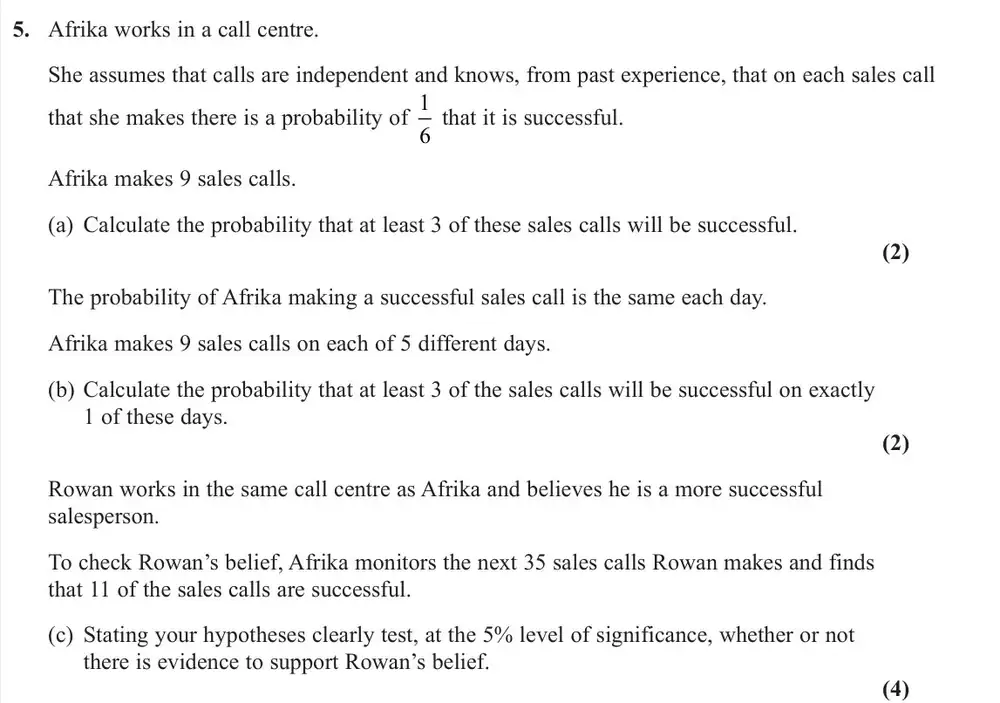 5. Afrika works in a call centre.
She assumes that calls are independent and knows, from past experience, that on each sales call
that she makes there is a probability of 1/6 that it is successful.
Afrika makes 9 sales calls.
(a) Calculate the probability that at least 3 of these sales calls will be successful.
(2)
The probability of Afrika making a successful sales call is the same each day.
Afrika makes 9 sales calls on each of 5 different days.
(b) Calculate the probability that at least 3 of the sales calls will be successful on exactly
1 of these days.
(2)
Rowan works in the same call centre as Afrika and believes he is a more successful
salesperson.
To check Rowan’s belief, Afrika monitors the next 35 sales calls Rowan makes and finds
that 11 of the sales calls are successful.
(c) Stating your hypotheses clearly test, at the 5% level of significance, whether or not
there is evidence to support Rowan’s belief.
(4)